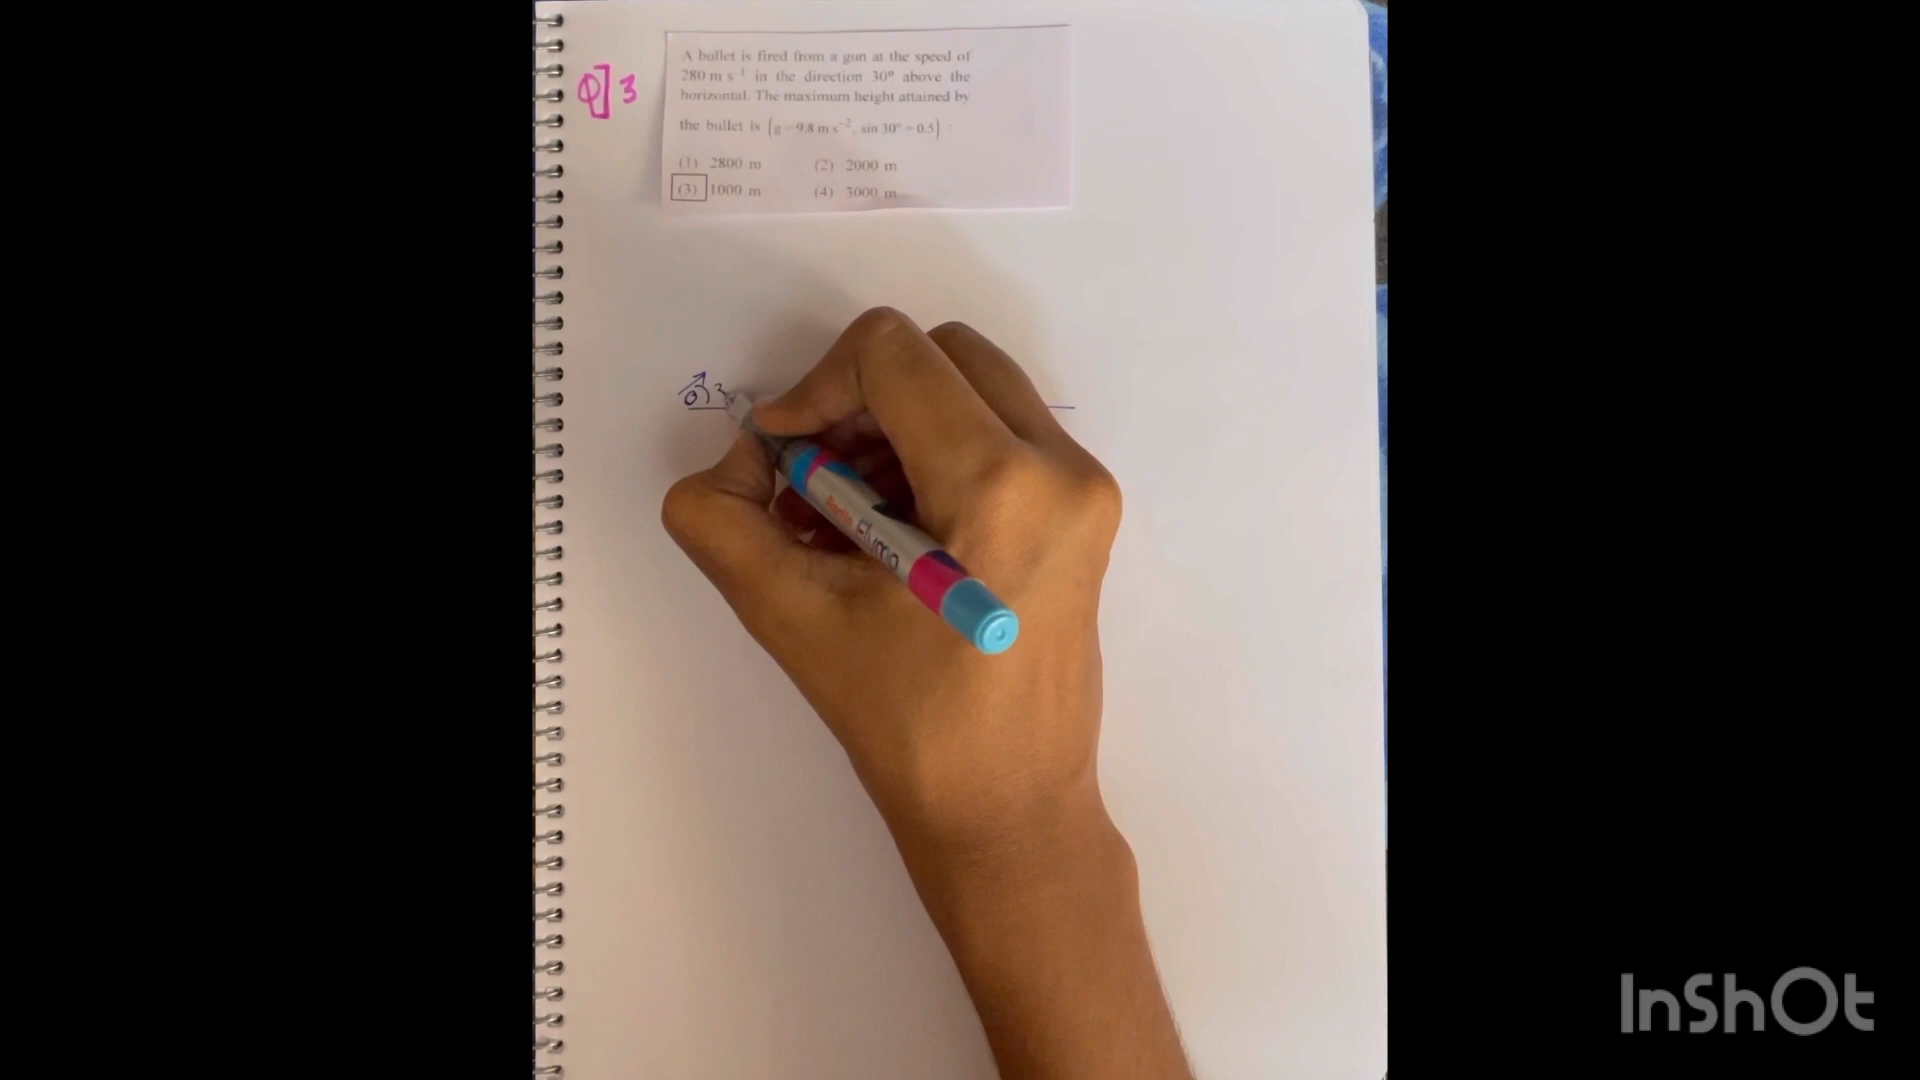 Q] 3
A bullet is fired from a gun at the speed of
280 m s⁻¹ in the direction 30° above the
horizontal. The maximum height attained by
the bullet is (g = 9.8 m s⁻², sin 30° = 0.5) :
(1) 2800 m (2) 2000 m
(3) 1000 m (4) 3000 m
θ 3
Elyma
InShOt